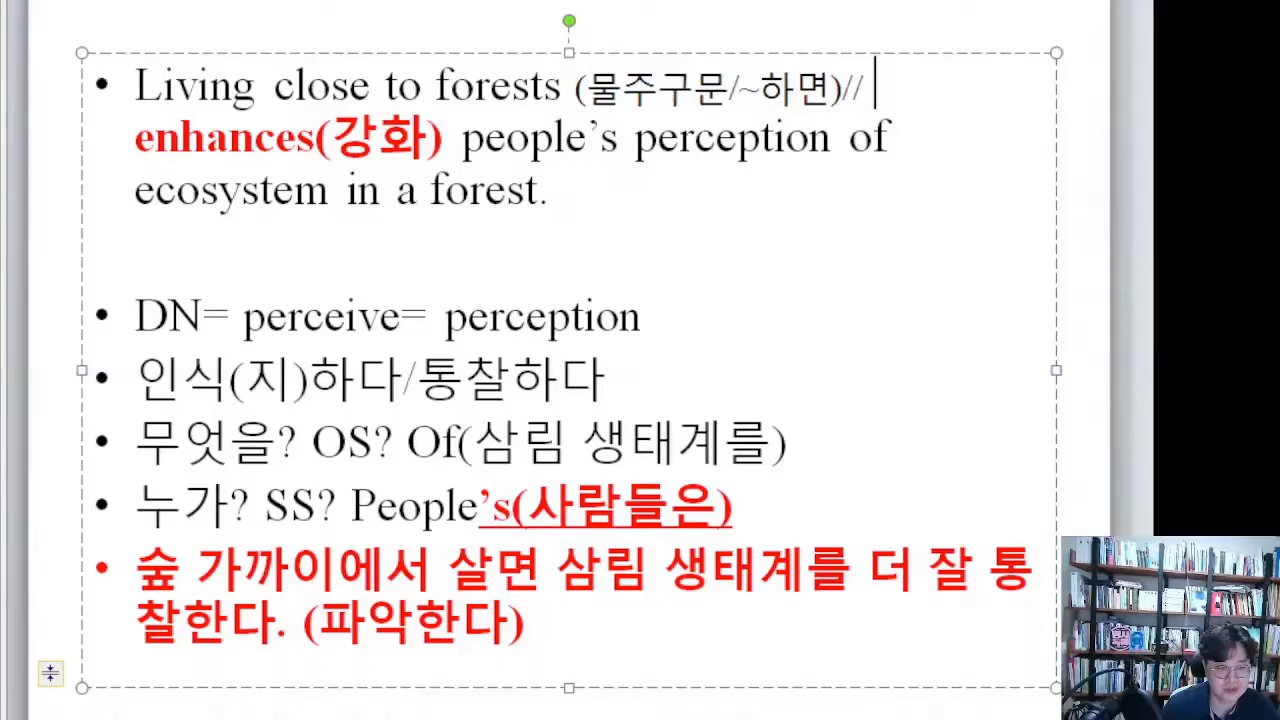 • Living close to forests (물주구문/~하면)//
enhances(강화) people’s perception of
ecosystem in a forest.
• DN= perceive= perception
• 인식(지)하다/통찰하다
• 무엇을? OS? Of(삼림 생태계를)
• 누가? SS? People’s(사람들은)
• 숲 가까이에서 살면 삼림 생태계를 더 잘 통
찰한다. (파악한다)